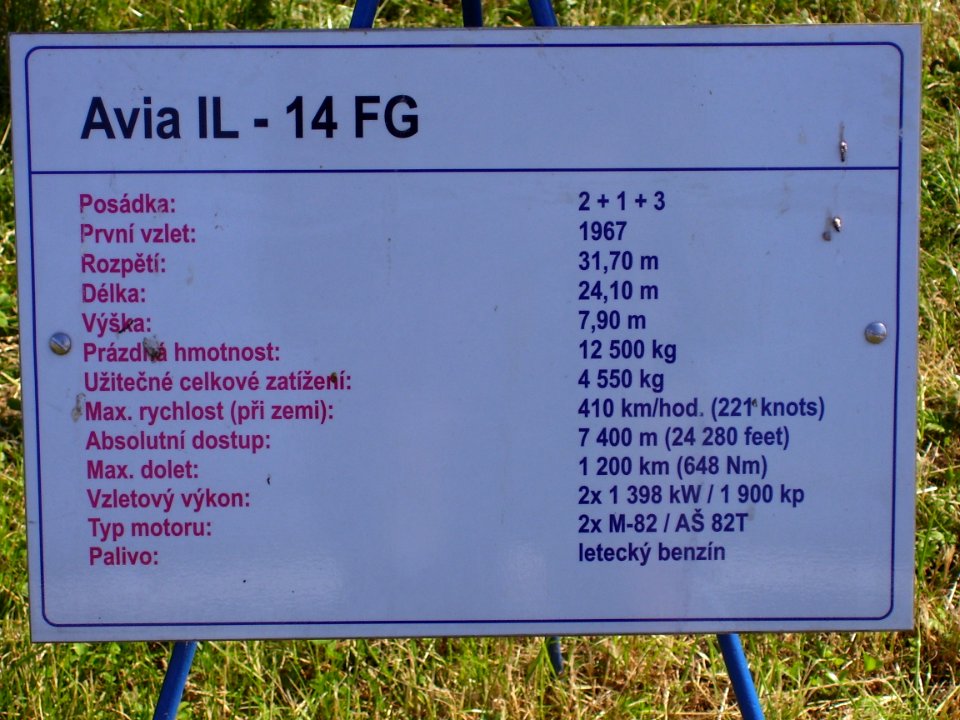 Avia IL - 14 FG
Posádka: 2 + 1 + 3
První vzlet: 1967
Rozpětí: 31,70 m
Délka: 24,10 m
Výška: 7,90 m
Prázdná hmotnost: 12 500 kg
Užitečné celkové zatížení: 4 550 kg
Max. rychlost (při zemi): 410 km/hod. (221 knots)
Absolutní dostup: 7 400 m (24 280 feet)
Max. dolet: 1 200 km (648 Nm)
Vzletový výkon: 2x 1 398 kW / 1 900 kp
Typ motoru: 2x M-82 / AŠ 82T
Palivo: letecký benzín